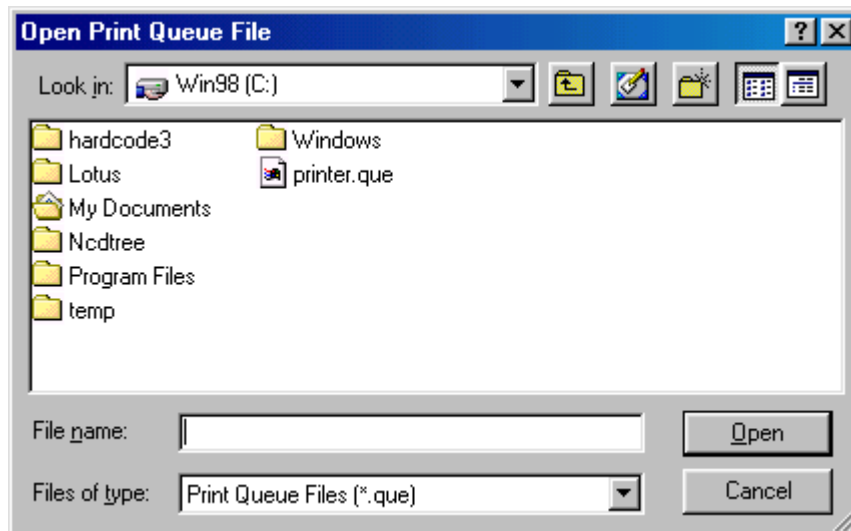 Open Print Queue File
Look in: Win98 (C:)
hardcode3
Lotus
My Documents
Ncdtree
Program Files
temp
Windows
printer.que
File name:
Open
Files of type: Print Queue Files (*.que)
Cancel